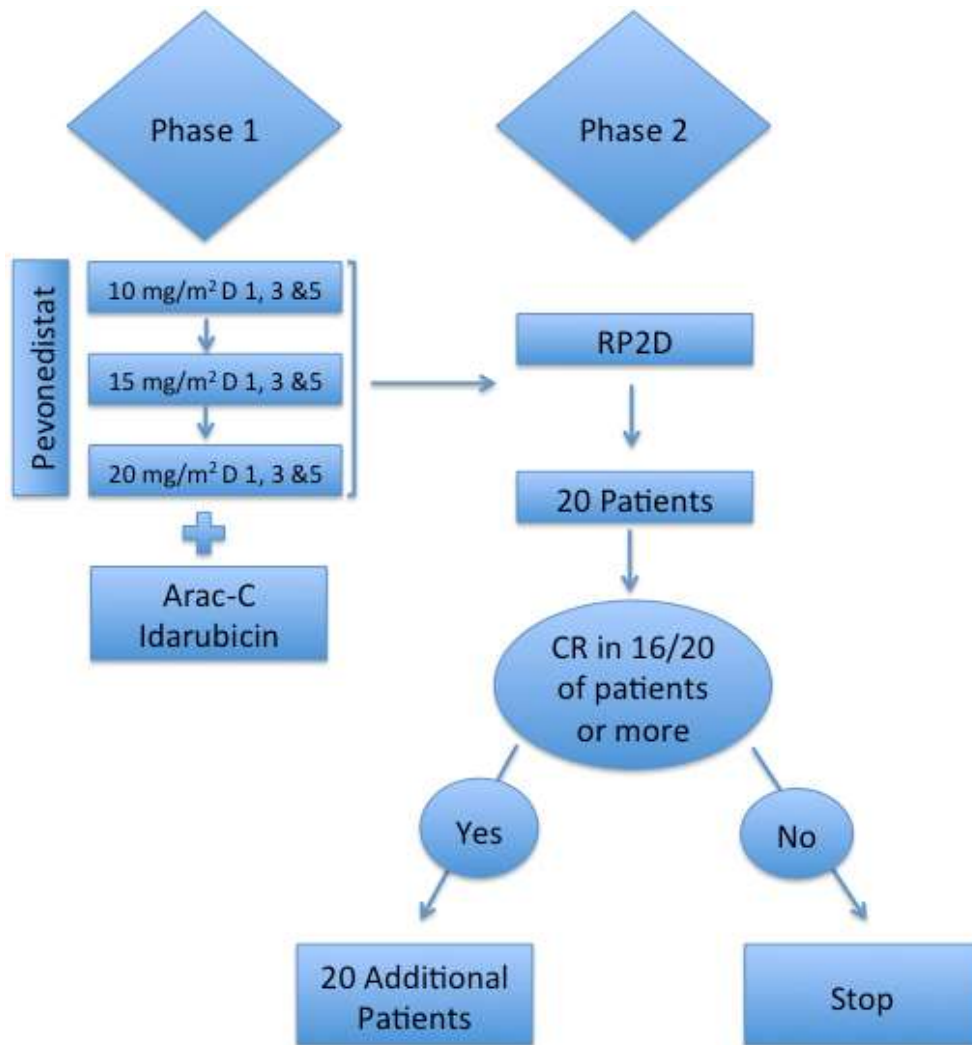 Phase 1
Phase 2
Pevonedistat
10 mg/m² D 1, 3 &5
15 mg/m² D 1, 3 &5
20 mg/m² D 1, 3 &5
Arac-C
Idarubicin
RP2D
20 Patients
CR in 16/20
of patients
or more
Yes
No
20 Additional
Patients
Stop